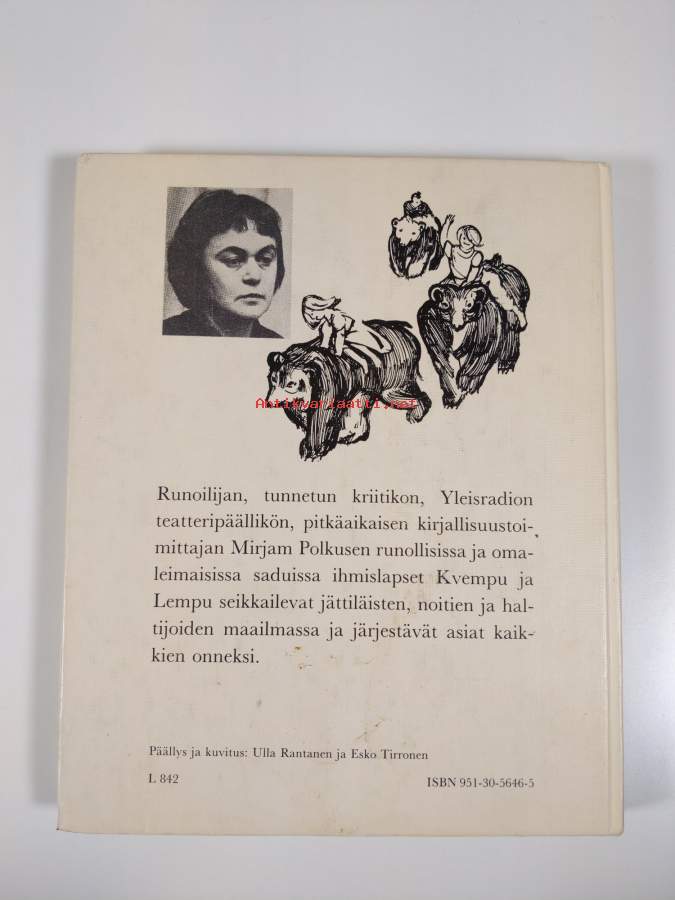 Antikvariaatti.net
Runoilijan, tunnetun kriitikon, Yleisradion
teatteripäällikön, pitkäaikaisen kirjallisuustoi-
mittajan Mirjam Polkusen runollisissa ja oma-
leimaisissa saduissa ihmislapset Kvempu ja
Lempu seikkailevat jättiläisten, noitien ja hal-
tijoiden maailmassa ja järjestävät asiat kaik-
kien onneksi.
Päällys ja kuvitus: Ulla Rantanen ja Esko Tirronen
L 842
ISBN 951-30-5646-5